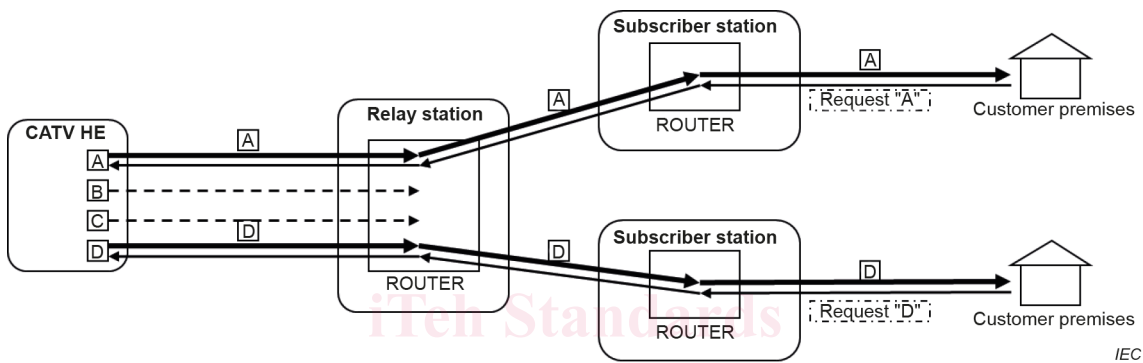 Subscriber station
A
A
Request "A"
ROUTER
Customer premises
Relay station
CATV HE
A
A
B
C
D
D
ROUTER
Subscriber station
D
D
Request "D"
ROUTER
Customer premises
iTeh Standards
IEC